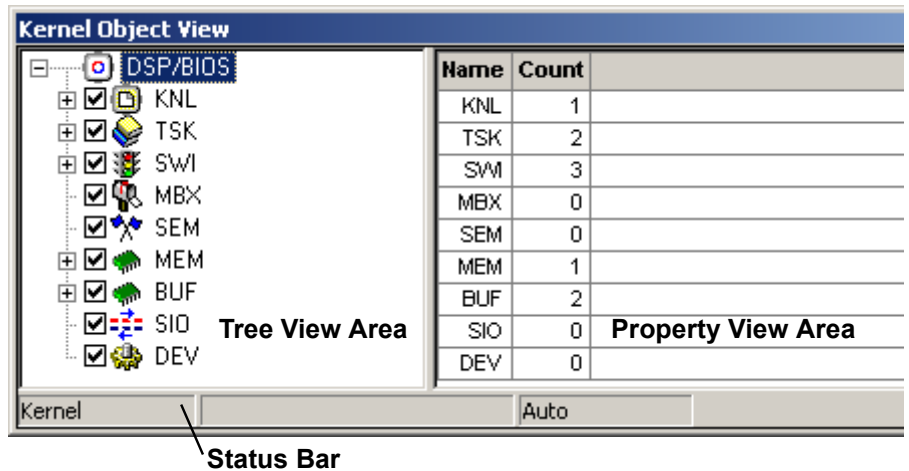 Kernel Object View
DSP/BIOS
KNL
TSK
SWI
MBX
SEM
MEM
BUF
SIO
DEV
Tree View Area
Name Count
KNL 1
TSK 2
SWI 3
MBX 0
SEM 0
MEM 1
BUF 2
SIO 0
DEV 0
Property View Area
Kernel Auto
Status Bar